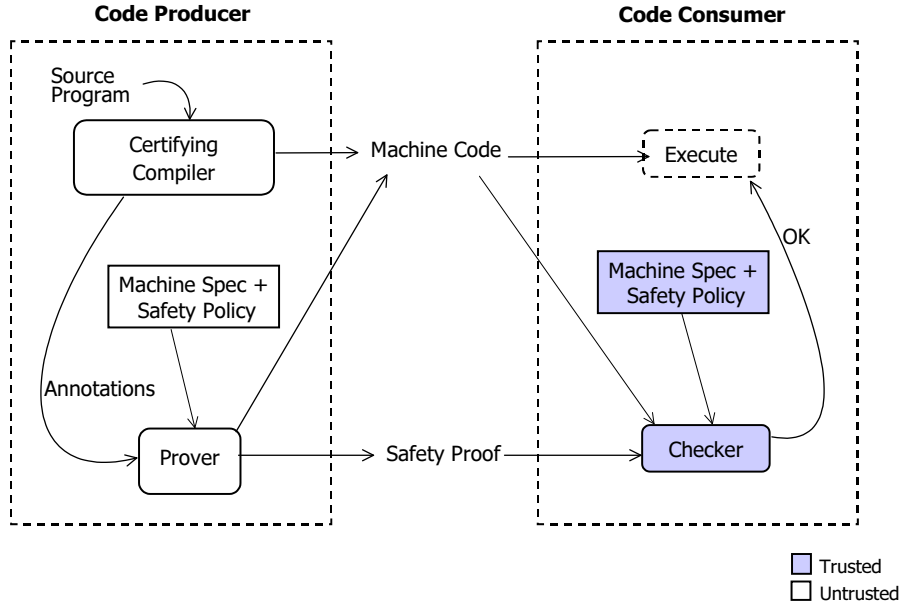 Code Producer
Code Consumer
Source
Program
Certifying
Compiler
Machine Code
Execute
OK
Machine Spec +
Safety Policy
Machine Spec +
Safety Policy
Annotations
Prover
Safety Proof
Checker
Trusted
Untrusted